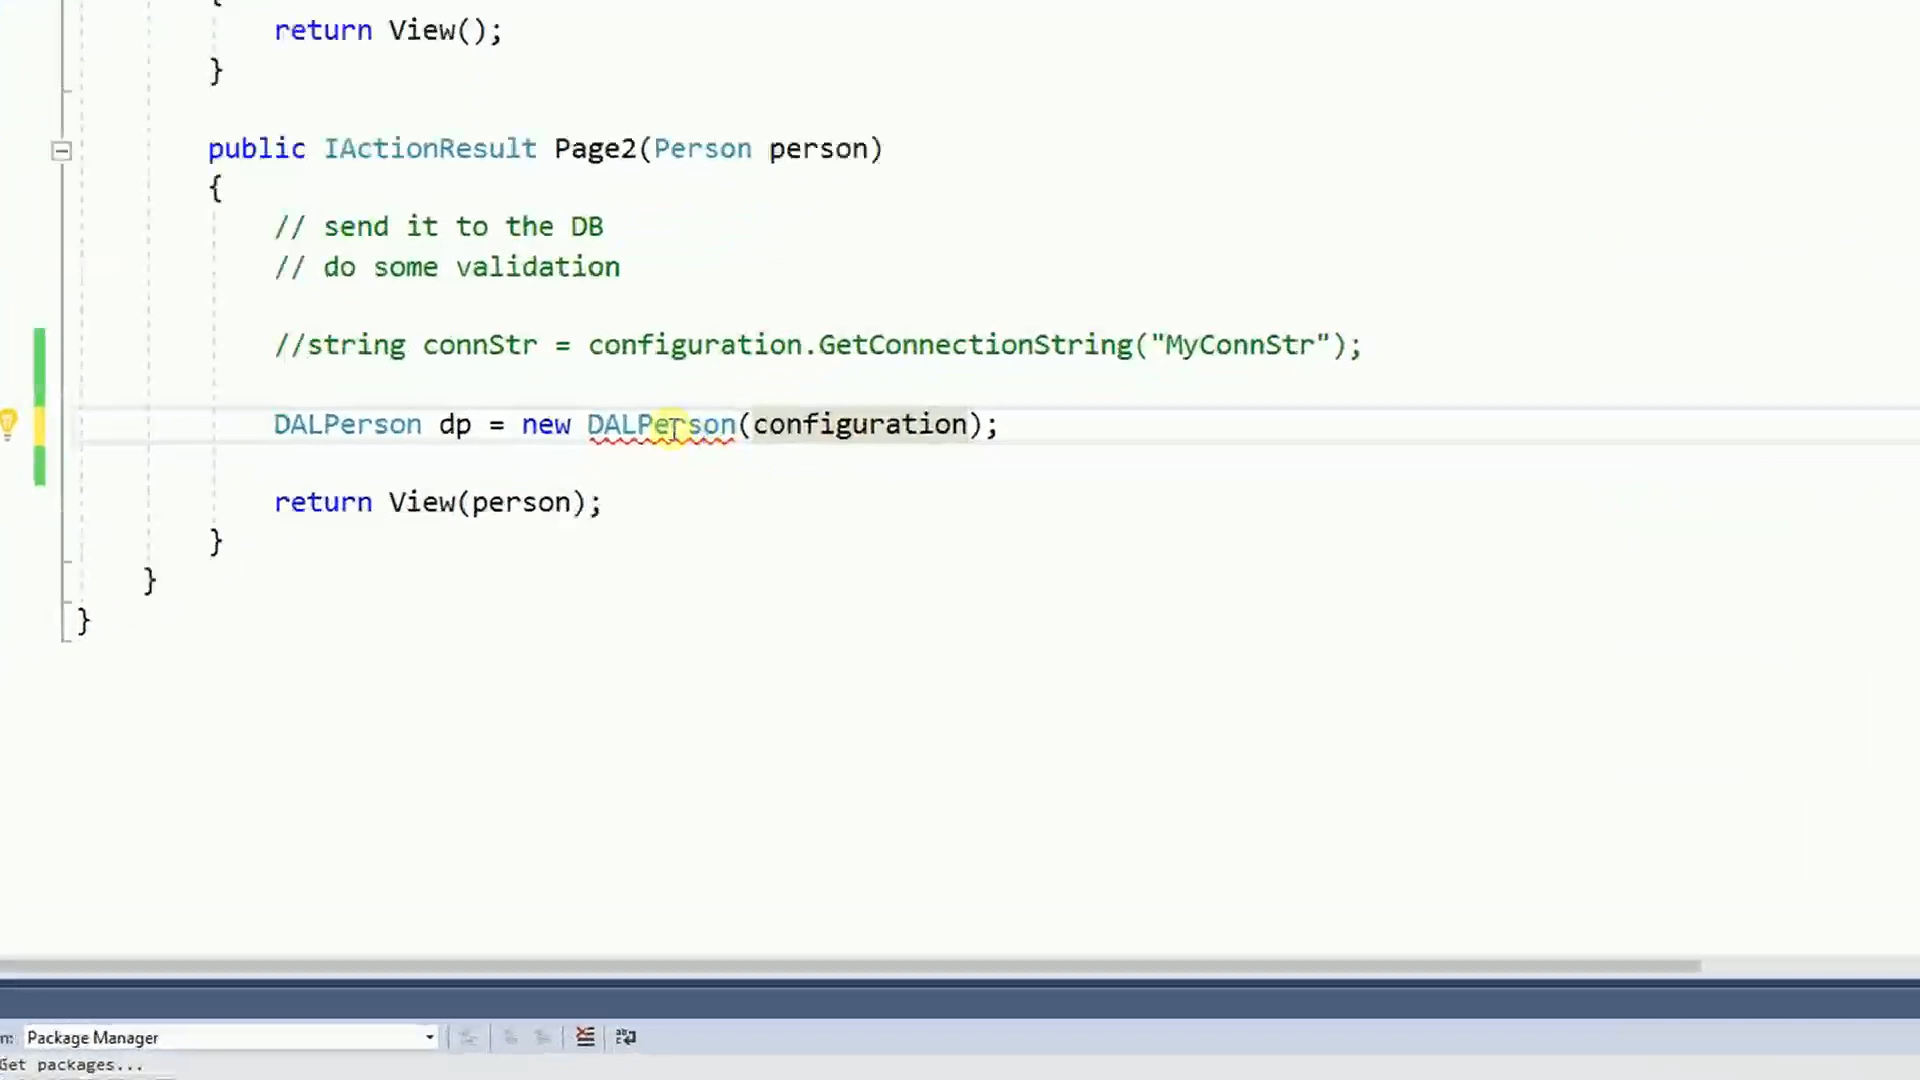 {
return View();
}
public IActionResult Page2(Person person)
{
// send it to the DB
// do some validation
//string connStr = configuration.GetConnectionString("MyConnStr");
DALPerson dp = new DALPerson(configuration);
return View(person);
}
}
}
Package Manager
Get packages...